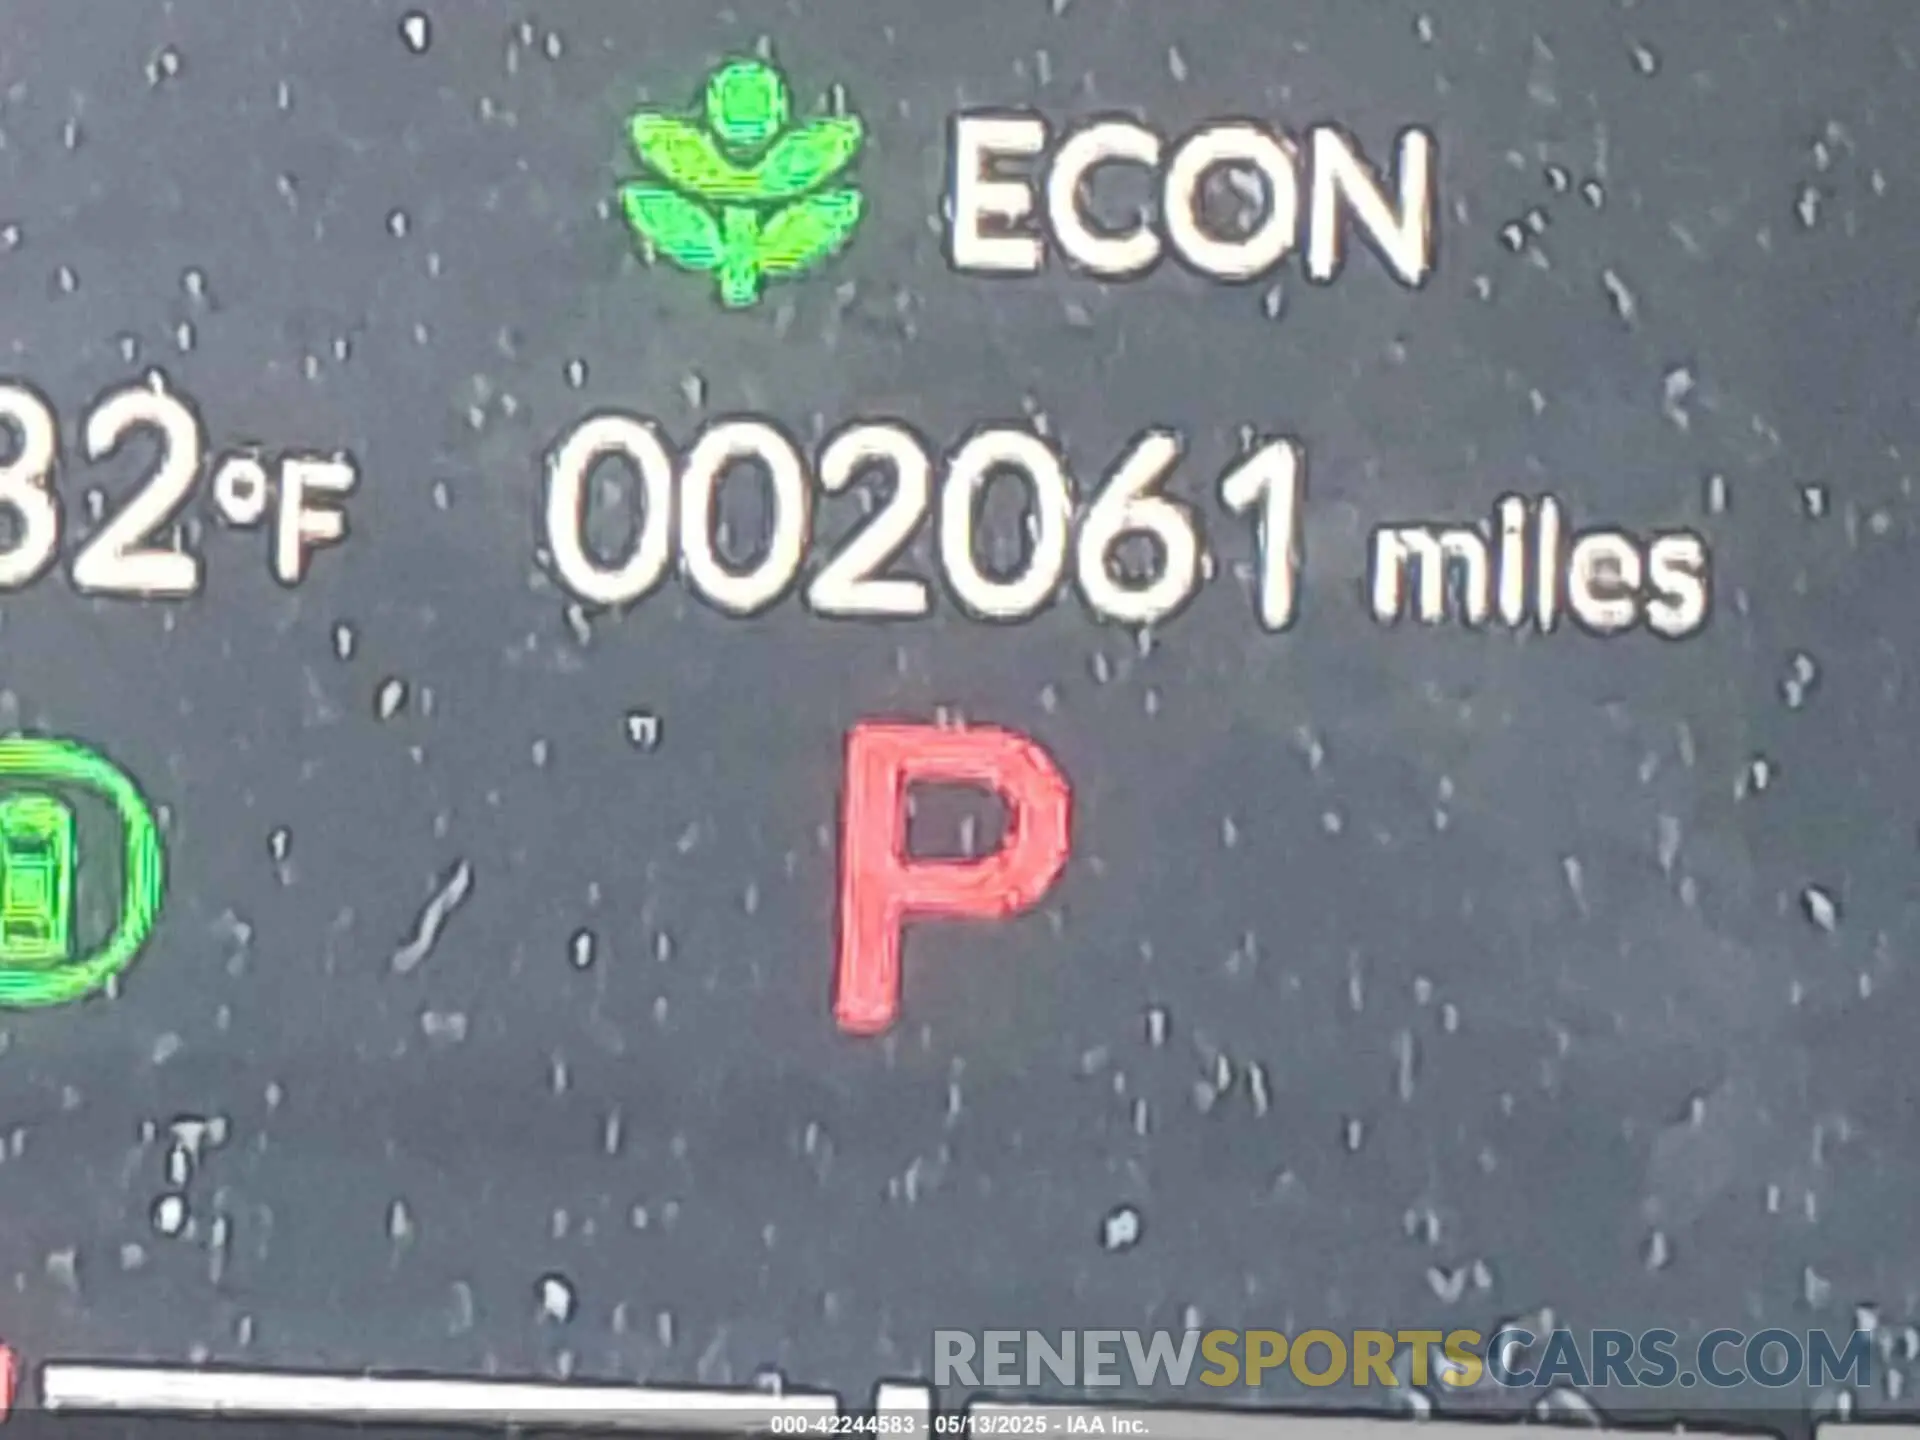 ECON
82°F 002061 miles
P
RENEWSPORTSCARS.COM
000-42244583 - 05/13/2025 - IAA Inc.